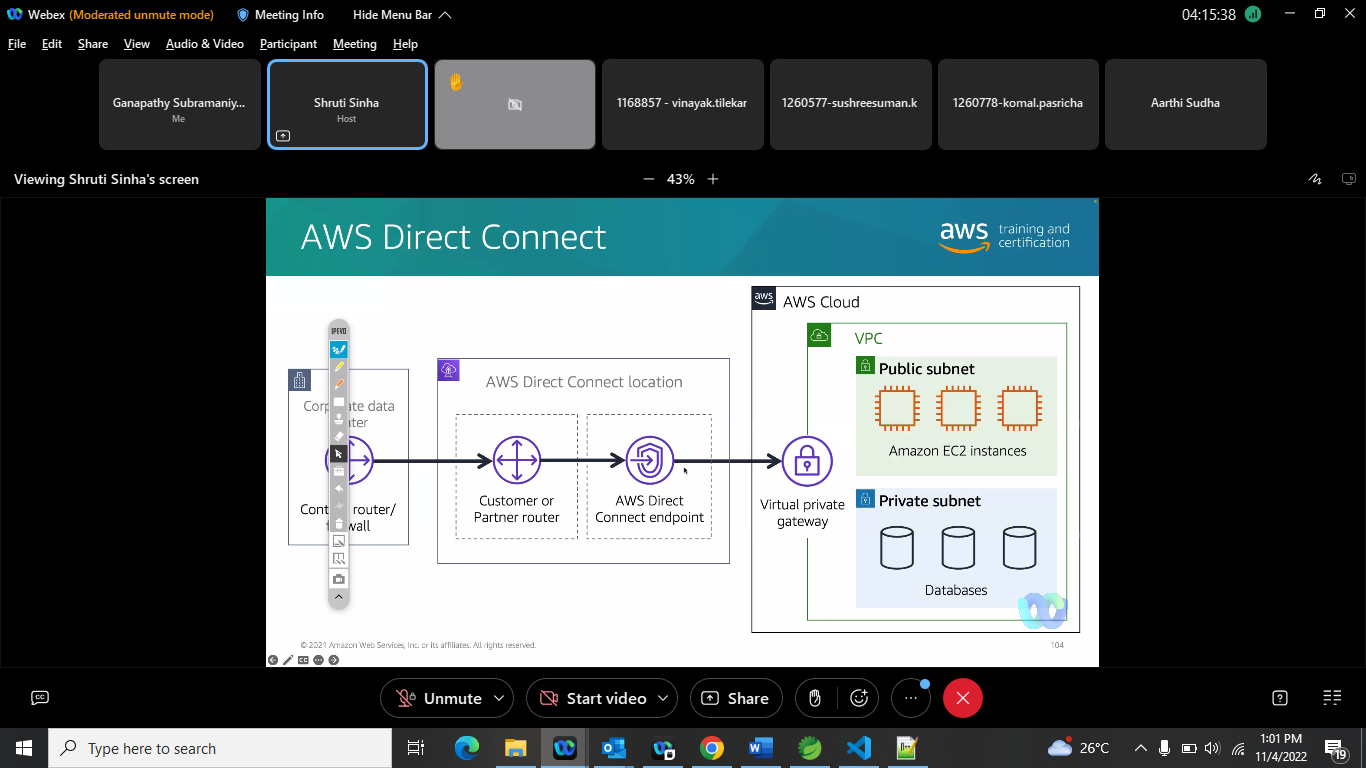 Webex (Moderated unmute mode) Meeting Info Hide Menu Bar 04:15:38
File Edit Share View Audio & Video Participant Meeting Help
Ganapathy Subramaniy...
Me
Shruti Sinha
Host
1168857 - vinayak.tilekar
1260577-sushreesuman.k
1260778-komal.pasricha
Aarthi Sudha
Viewing Shruti Sinha's screen
43%
AWS Direct Connect
aws training and
certification
IPEVO
router/
AWS Direct Connect location
Customer or
Partner router
AWS Direct
Connect endpoint
aws AWS Cloud
VPC
Public subnet
Amazon EC2 instances
Virtual private
gateway
Private subnet
Databases
© 2021 Amazon Web Services, Inc. or its affiliates. All rights reserved.
104
CC
CC
Unmute
Start video
Share
Type here to search
26°C
1:01 PM
11/4/2022
19